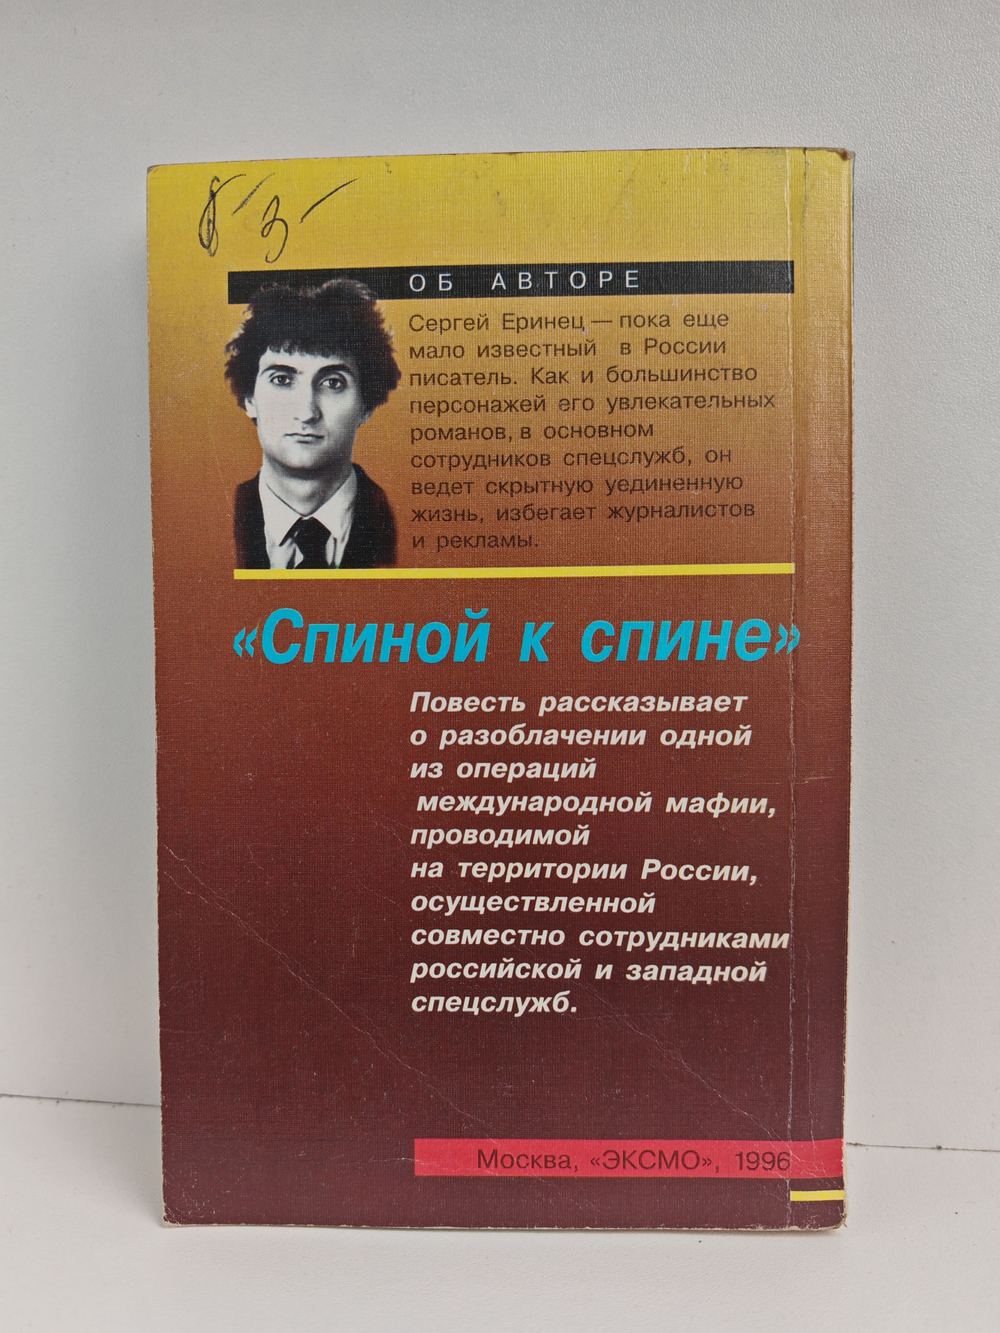 ОБ АВТОРЕ
Сергей Еринец — пока еще
мало известный в России
писатель. Как и большинство
персонажей его увлекательных
романов, в основном
сотрудников спецслужб, он
ведет скрытную уединенную
жизнь, избегает журналистов
и рекламы.
«Спиной к спине»
Повесть рассказывает
о разоблачении одной
из операций
международной мафии,
проводимой
на территории России,
осуществленной
совместно сотрудниками
российской и западной
спецслужб.
Москва, «ЭКСМО», 1996